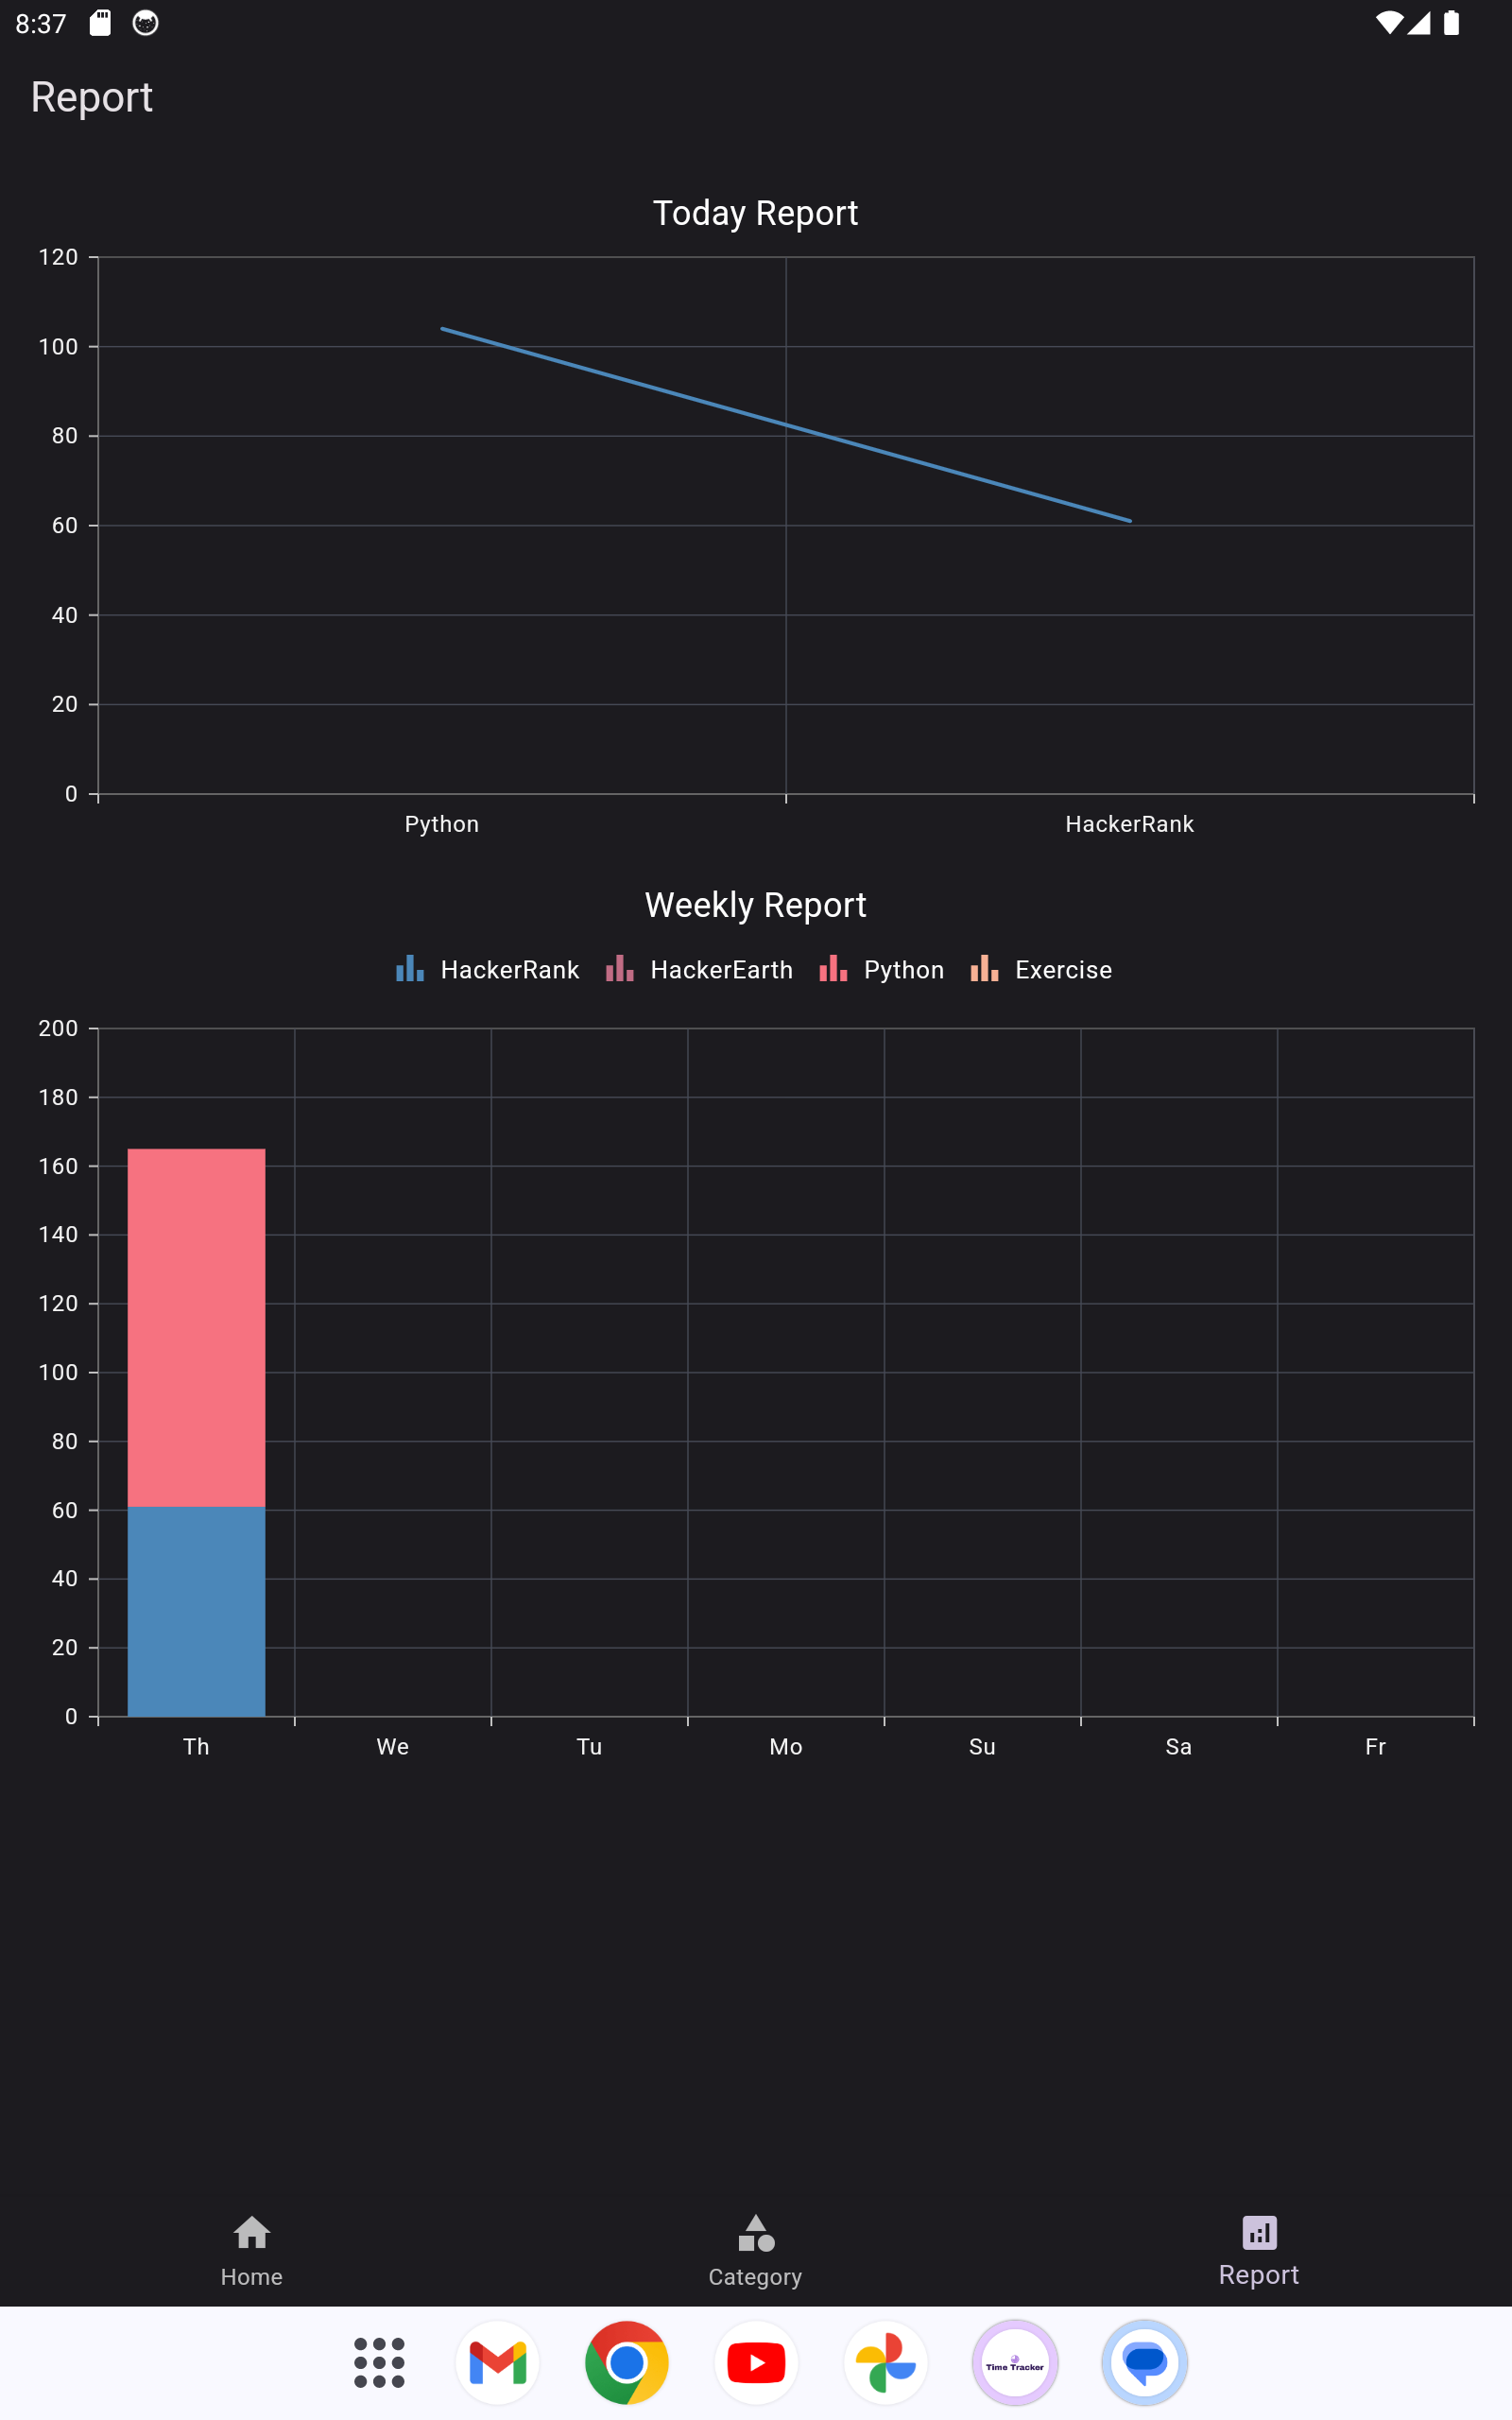 8:37
Report
Today Report
120
100
80
60
40
20
0
Python HackerRank
Weekly Report
HackerRank HackerEarth Python Exercise
200
180
160
140
120
100
80
60
40
20
0
Th We Tu Mo Su Sa Fr
Home Category Report
Time Tracker